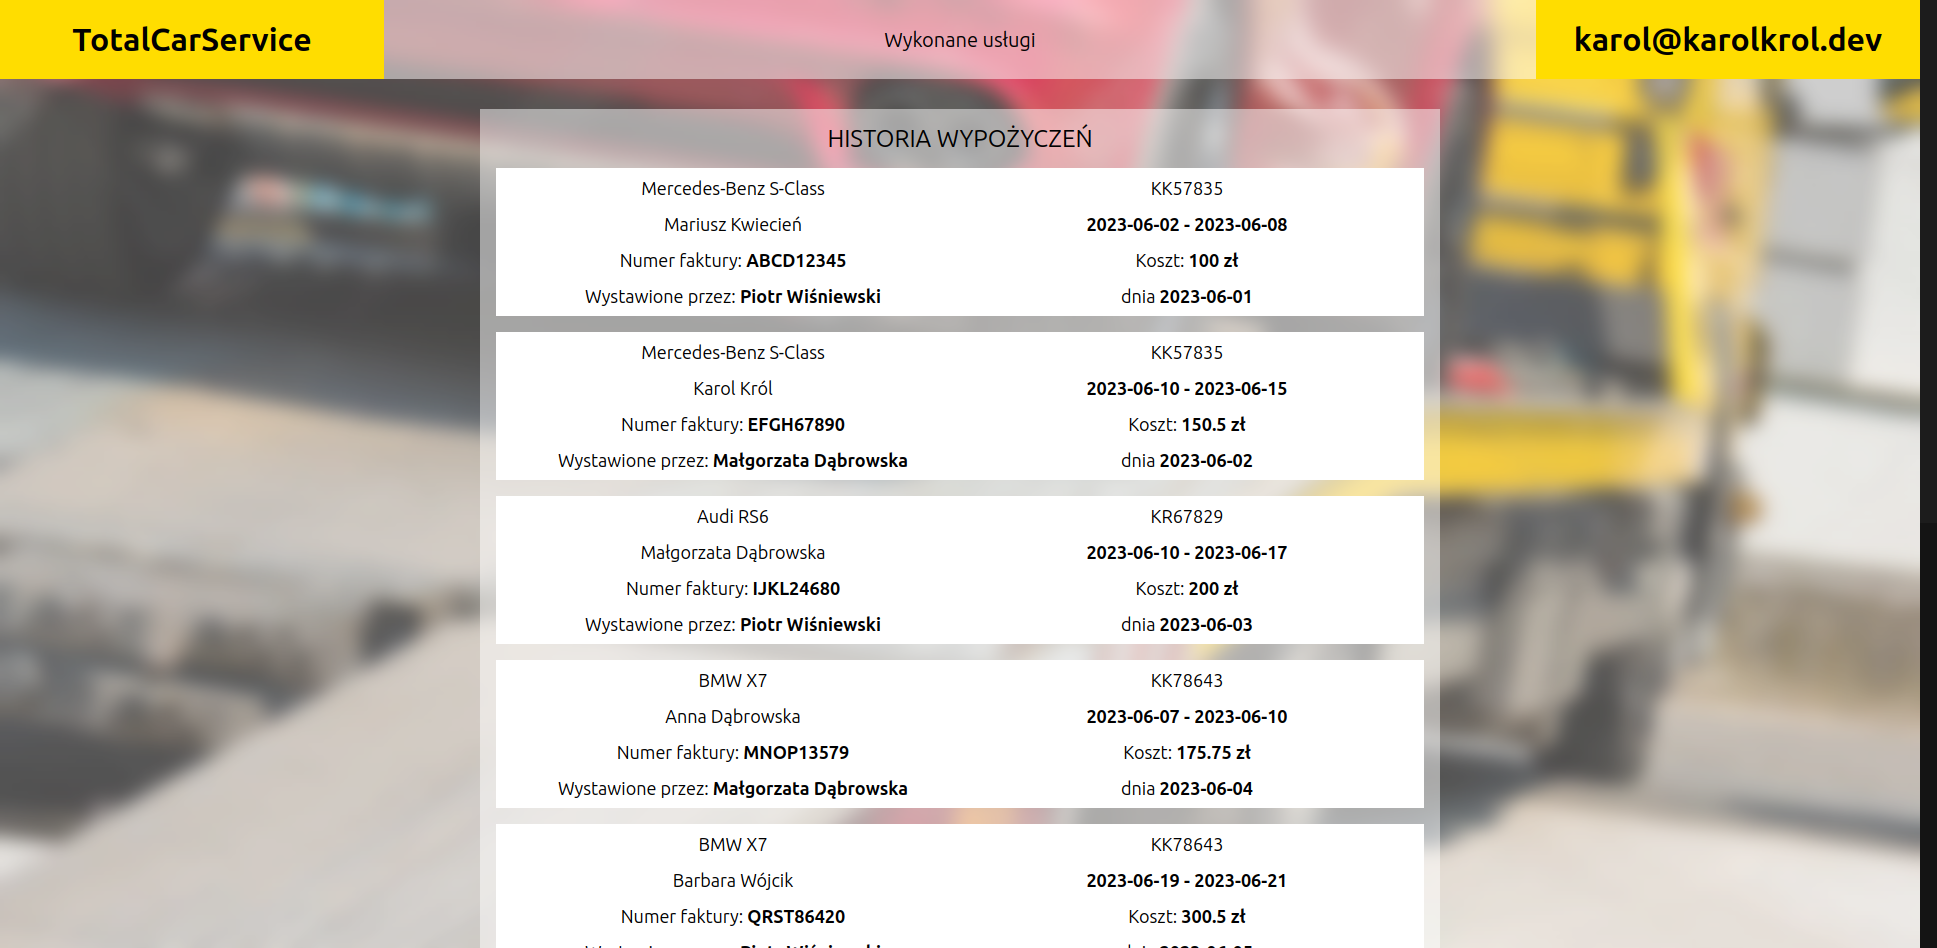 TotalCarService
Wykonane usługi
karol@karolkrol.dev
HISTORIA WYPOŻYCZEŃ
Mercedes-Benz S-Class KK57835
Mariusz Kwiecień 2023-06-02 - 2023-06-08
Numer faktury: ABCD12345 Koszt: 100 zł
Wystawione przez: Piotr Wiśniewski dnia 2023-06-01
Mercedes-Benz S-Class KK57835
Karol Król 2023-06-10 - 2023-06-15
Numer faktury: EFGH67890 Koszt: 150.5 zł
Wystawione przez: Małgorzata Dąbrowska dnia 2023-06-02
Audi RS6 KR67829
Małgorzata Dąbrowska 2023-06-10 - 2023-06-17
Numer faktury: IJKL24680 Koszt: 200 zł
Wystawione przez: Piotr Wiśniewski dnia 2023-06-03
BMW X7 KK78643
Anna Dąbrowska 2023-06-07 - 2023-06-10
Numer faktury: MNOP13579 Koszt: 175.75 zł
Wystawione przez: Małgorzata Dąbrowska dnia 2023-06-04
BMW X7 KK78643
Barbara Wójcik 2023-06-19 - 2023-06-21
Numer faktury: QRST86420 Koszt: 300.5 zł